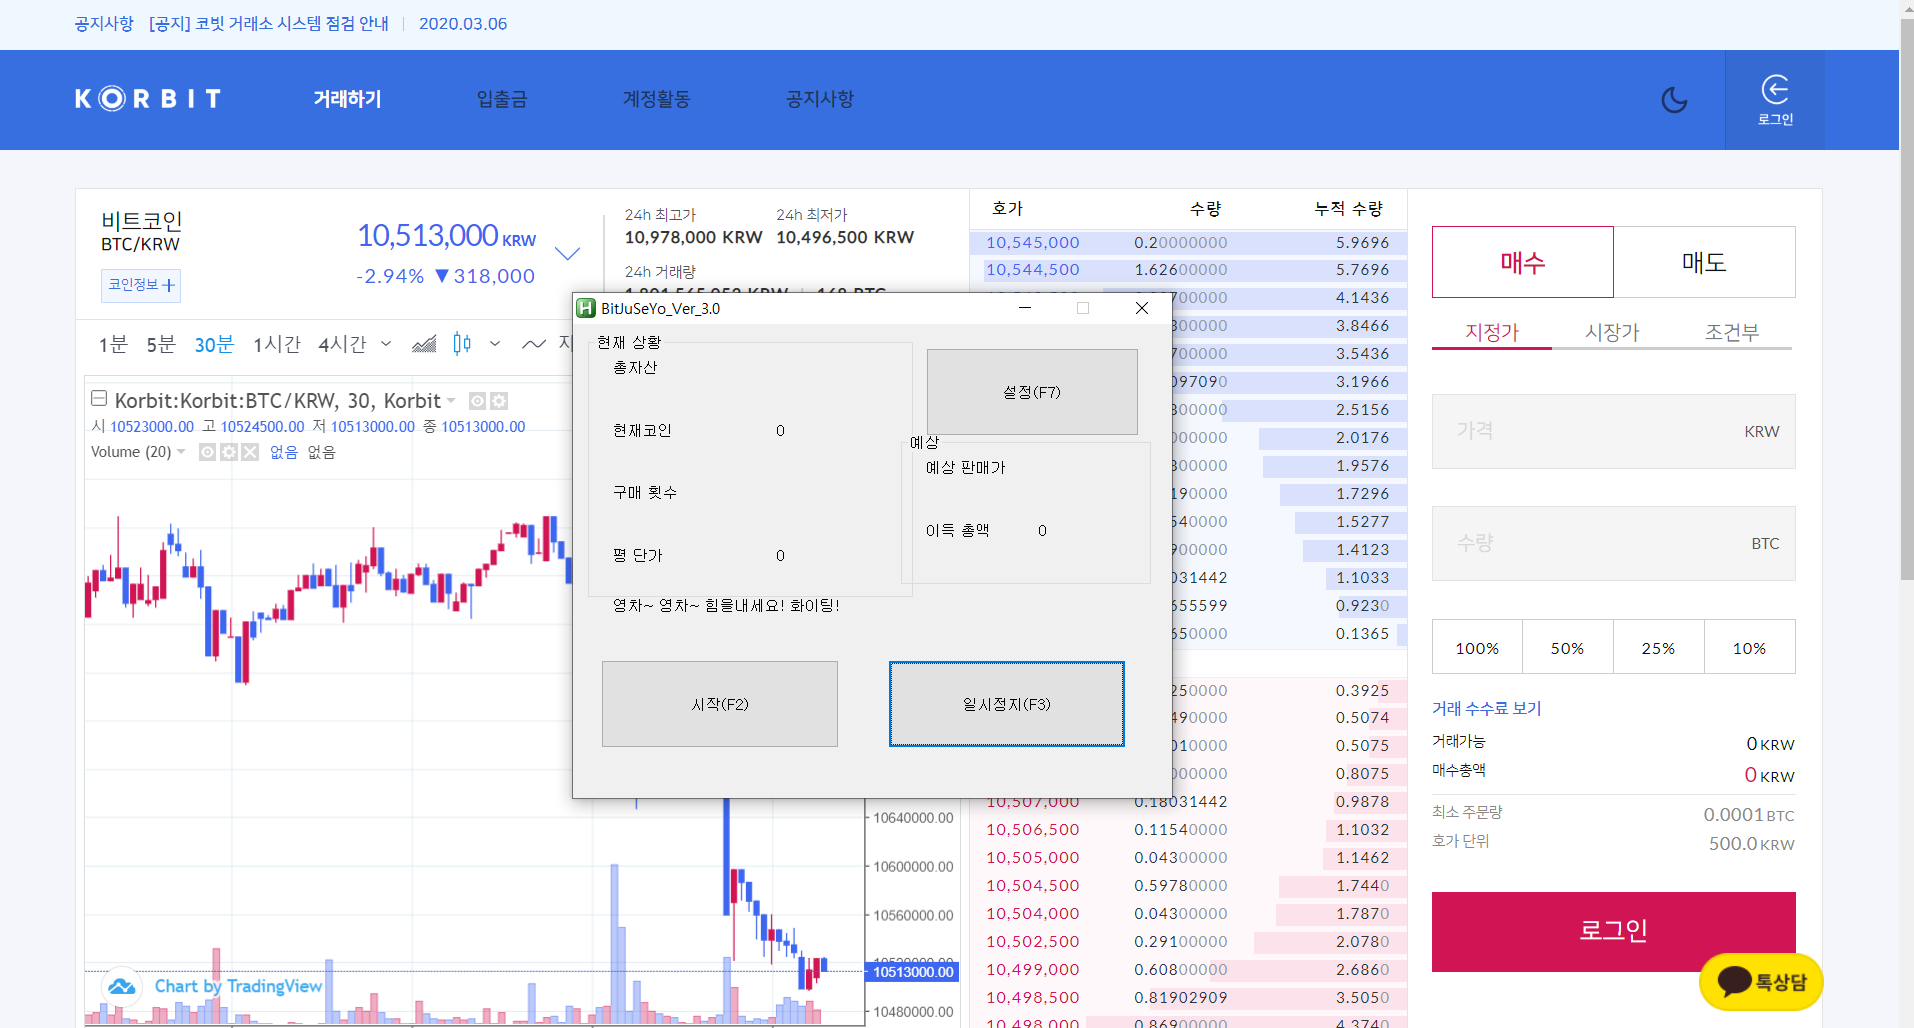 공지사항 [공지] 코빗 거래소 시스템 점검 안내 2020.03.06
KORBIT 거래하기 입출금 계정활동 공지사항 로그인
비트코인
BTC/KRW
코인정보+
10,513,000 KRW
-2.94% ▼318,000
24h 최고가 24h 최저가
10,978,000 KRW 10,496,500 KRW
24h 거래량
1분 5분 30분 1시간 4시간
Korbit:Korbit:BTC/KRW, 30, Korbit
시 10523000.00 고 10524500.00 저 10513000.00 종 10513000.00
Volume (20) 없음 없음
10640000.00
10600000.00
10560000.00
10513000.00
10480000.00
Chart by TradingView
BitJuSeYo_Ver_3.0
현재 상황
총자산
현재코인 0
구매 횟수
평 단가 0
설정(F7)
예상
예상 판매가
이득 총액 0
영차~ 영차~ 힘을내세요! 화이팅!
시작(F2)
일시정지(F3)
호가 수량 누적 수량
10,545,000 0.20000000 5.9696
10,544,500 1.62600000 5.7696
4.1436
3.8466
3.5436
3.1966
2.5156
2.0176
1.9576
1.7296
1.5277
1.4123
1.1033
0.9230
0.1365
0.3925
0.5074
0.5075
0.8075
10,507,000 0.18031442 0.9878
10,506,500 0.11540000 1.1032
10,505,000 0.04300000 1.1462
10,504,500 0.59780000 1.7440
10,504,000 0.04300000 1.7870
10,502,500 0.29100000 2.0780
10,499,000 0.60800000 2.6860
10,498,500 0.81902909 3.5050
10,498,000 0.86900000 4.3740
매수 매도
지정가 시장가 조건부
가격 KRW
수량 BTC
100% 50% 25% 10%
거래 수수료 보기
거래가능 0 KRW
매수총액 0 KRW
최소 주문량 0.0001 BTC
호가 단위 500.0 KRW
로그인
톡상담